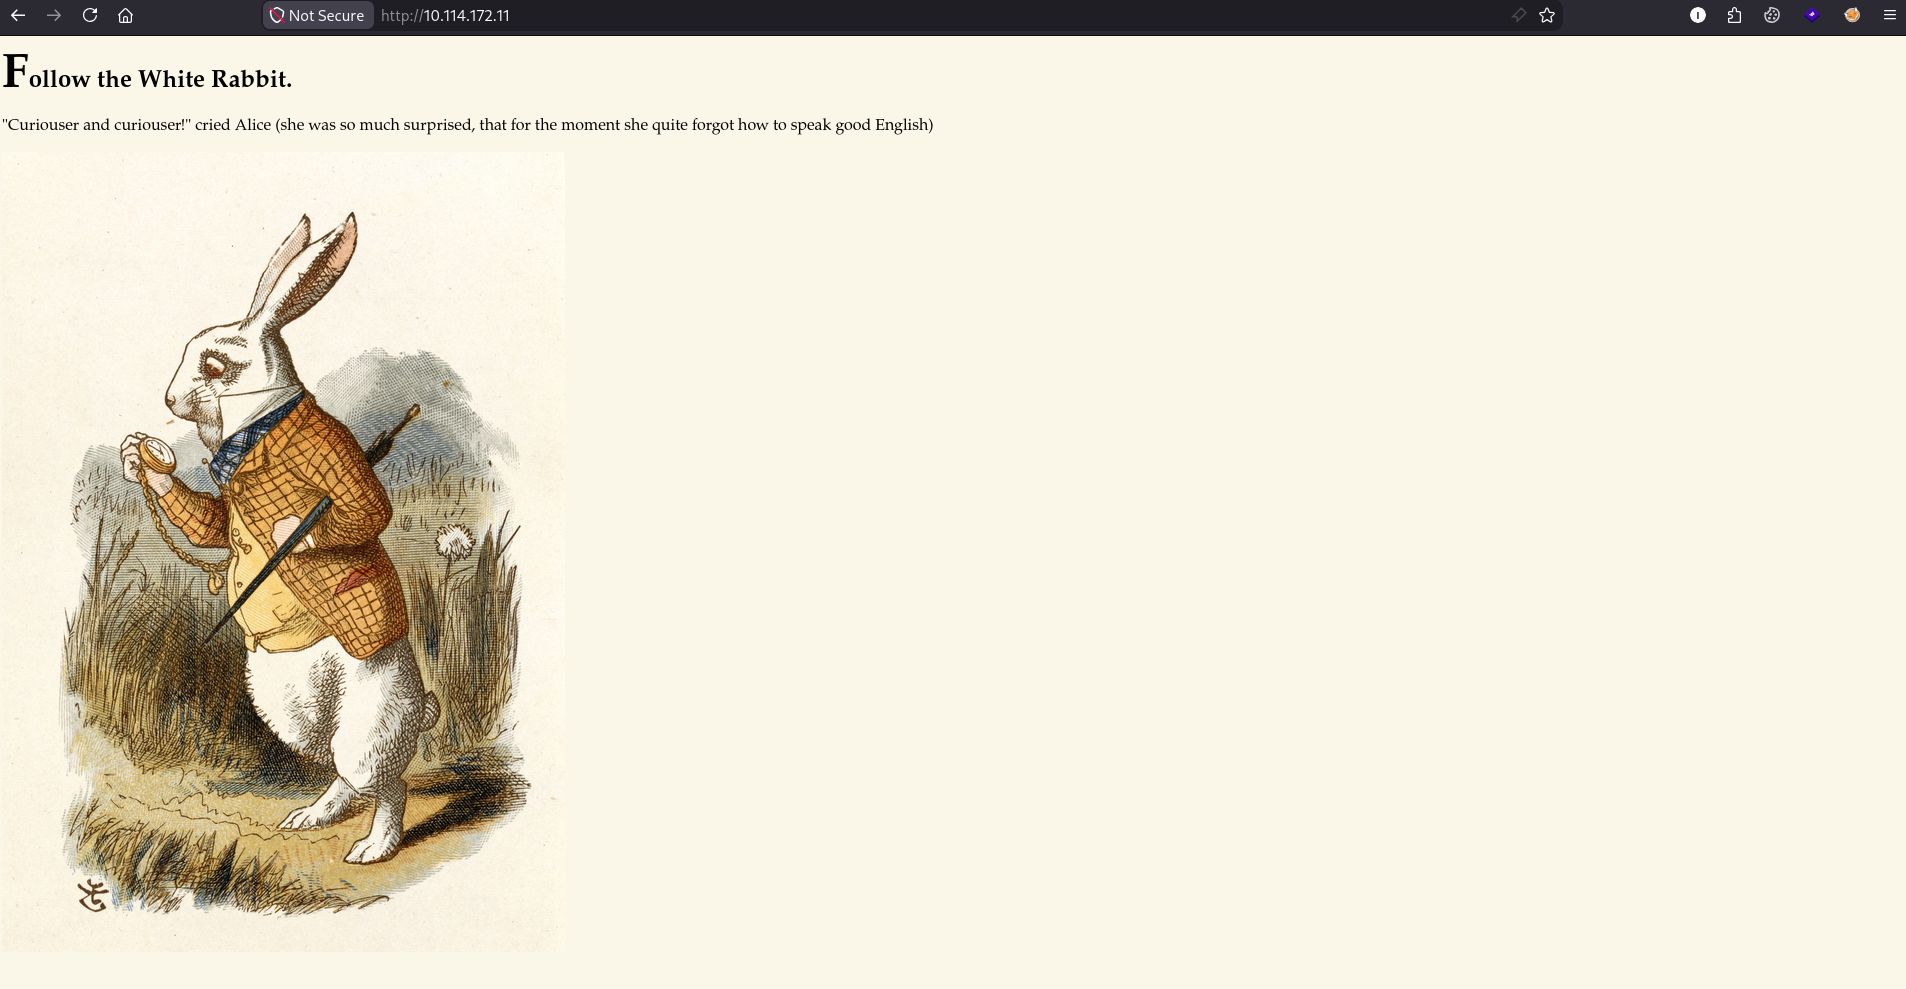 Not Secure http://10.114.172.11
Follow the White Rabbit.
"Curiouser and curiouser!" cried Alice (she was so much surprised, that for the moment she quite forgot how to speak good English)